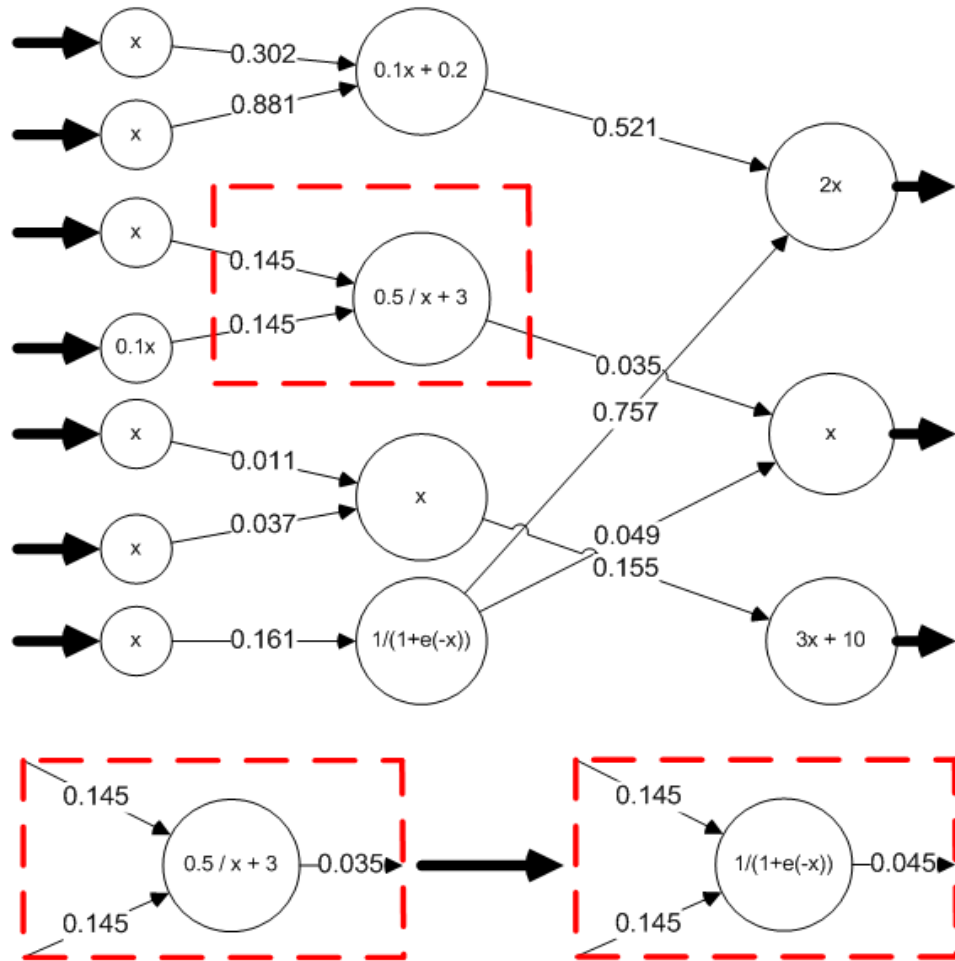 x
0.302
0.1x + 0.2
x
0.881
0.521
2x
x
0.145
0.5 / x + 3
0.1x
0.145
0.035
0.757
x
0.011
x
x
0.037
x
0.049
0.155
x
0.161
1/(1+e(-x))
3x + 10
0.145
0.5 / x + 3
0.035
0.145
0.145
1/(1+e(-x))
0.045
0.145